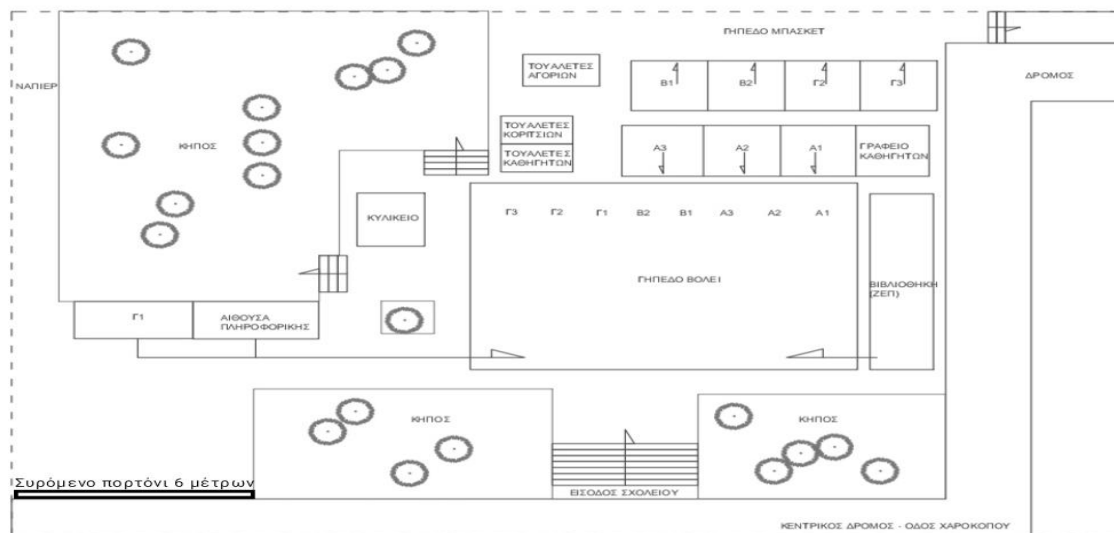 ΓΗΠΕΔΟ ΜΠΑΣΚΕΤ
ΔΡΟΜΟΣ
ΝΑΠΙΕΡ
ΤΟΥΑΛΕΤΕΣ
ΑΓΟΡΙΩΝ
Β1
Β2
Γ2
Γ3
ΤΟΥΑΛΕΤΕΣ
ΚΟΡΙΤΣΙΩΝ
ΤΟΥΑΛΕΤΕΣ
ΚΑΘΗΓΗΤΩΝ
Α3
Α2
Α1
ΓΡΑΦΕΙΟ
ΚΑΘΗΓΗΤΩΝ
ΚΗΠΟΣ
ΚΥΛΙΚΕΙΟ
Γ3 Γ2 Γ1 Β2 Β1 Α3 Α2 Α1
ΓΗΠΕΔΟ ΒΟΛΕΙ
ΒΙΒΛΙΟΘΗΚΗ
(ΖΕΠ)
Γ1
ΑΙΘΟΥΣΑ
ΠΛΗΡΟΦΟΡΙΚΗΣ
ΚΗΠΟΣ
ΚΗΠΟΣ
Συρόμενο πορτόνι 6 μέτρων
ΕΙΣΟΔΟΣ ΣΧΟΛΕΙΟΥ
ΚΕΝΤΡΙΚΟΣ ΔΡΟΜΟΣ - ΟΔΟΣ ΧΑΡΟΚΟΠΟΥ